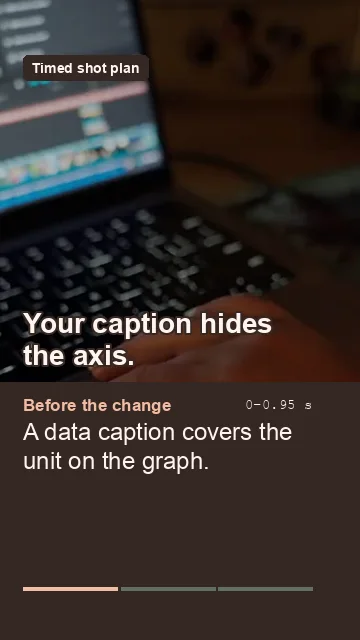 Timed shot plan
Your caption hides
the axis.
Before the change
0–0.95 s
A data caption covers the
unit on the graph.